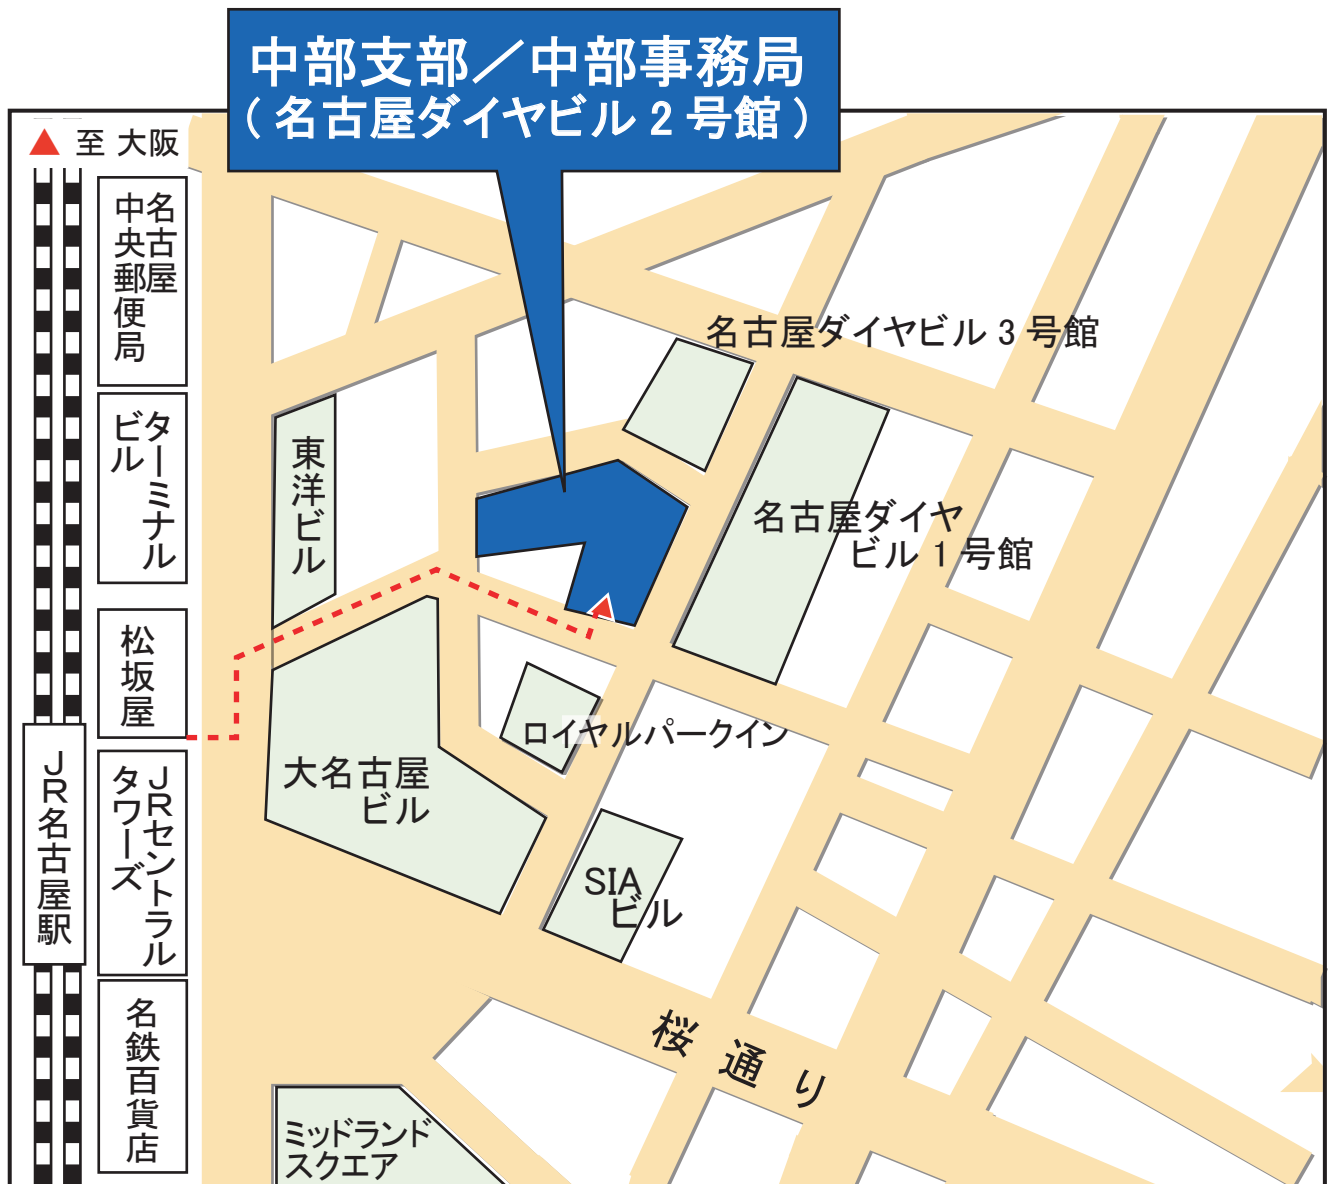 中部支部／中部事務局
（名古屋ダイヤビル２号館）
至 大阪
名古屋
中央郵便局
ターミナル
ビル
松坂屋
ＪＲ名古屋駅
ＪＲセントラル
タワーズ
名鉄百貨店
東洋ビル
名古屋ダイヤビル３号館
名古屋ダイヤ
ビル１号館
ロイヤルパークイン
大名古屋
ビル
SIA
ビル
桜通り
ミッドランド
スクエア